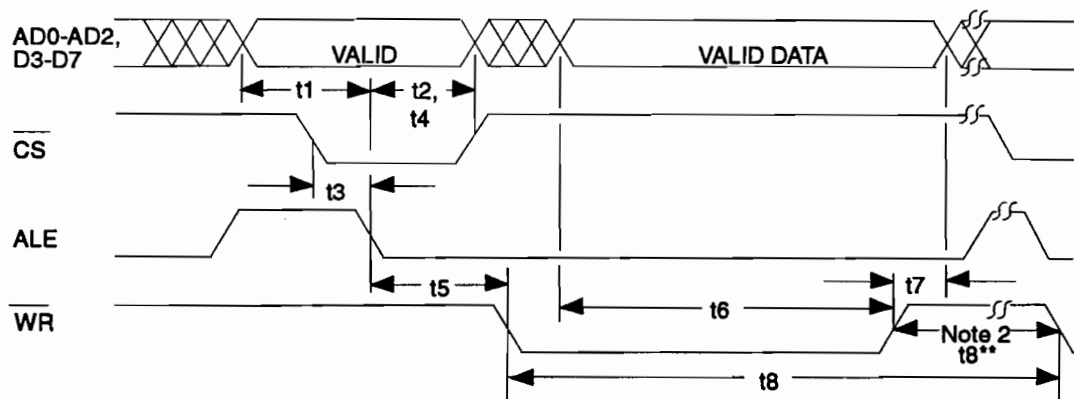 AD0-AD2,
D3-D7
VALID
VALID DATA
t1
t2,
t4
CS
t3
ALE
t5
t6
t7
WR
Note 2
t8**
t8